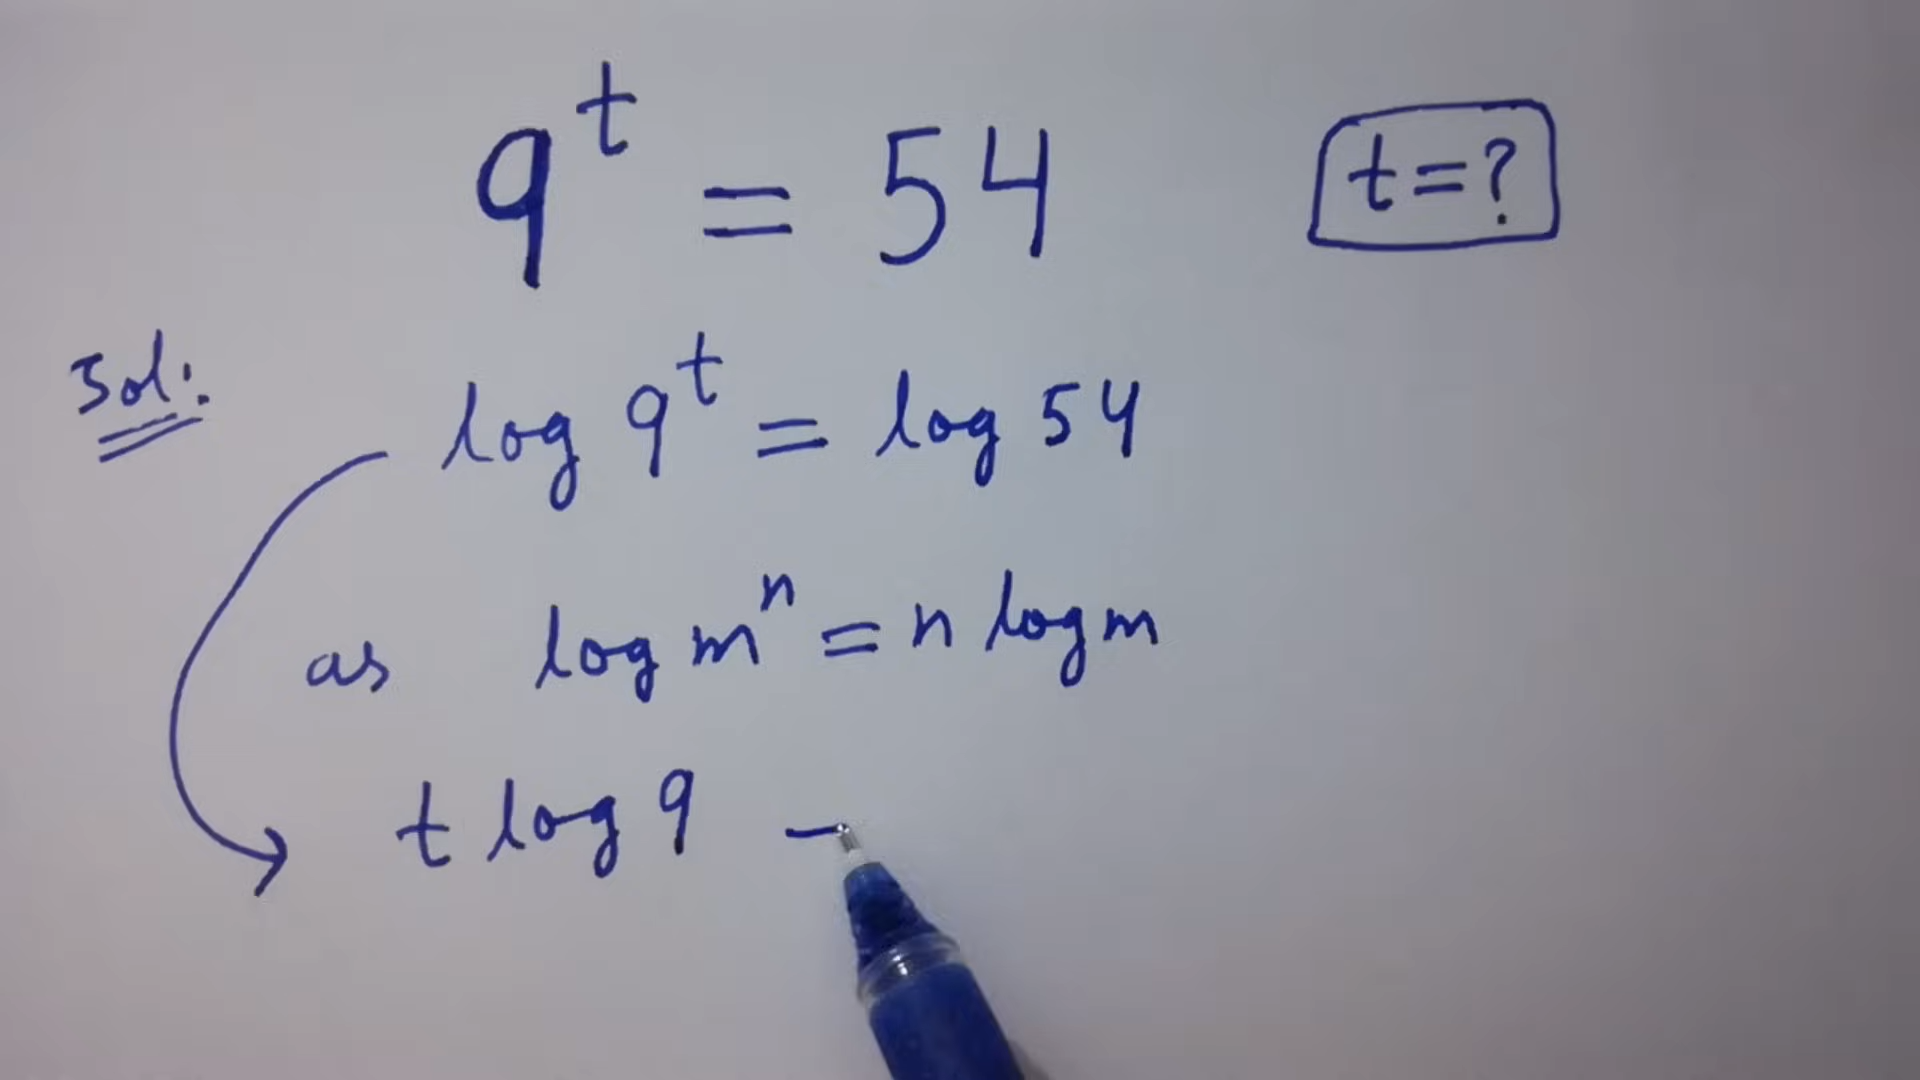 9^t = 54
t = ?
Sol:
log 9^t = log 54
as log m^n = n log m
t log 9 –